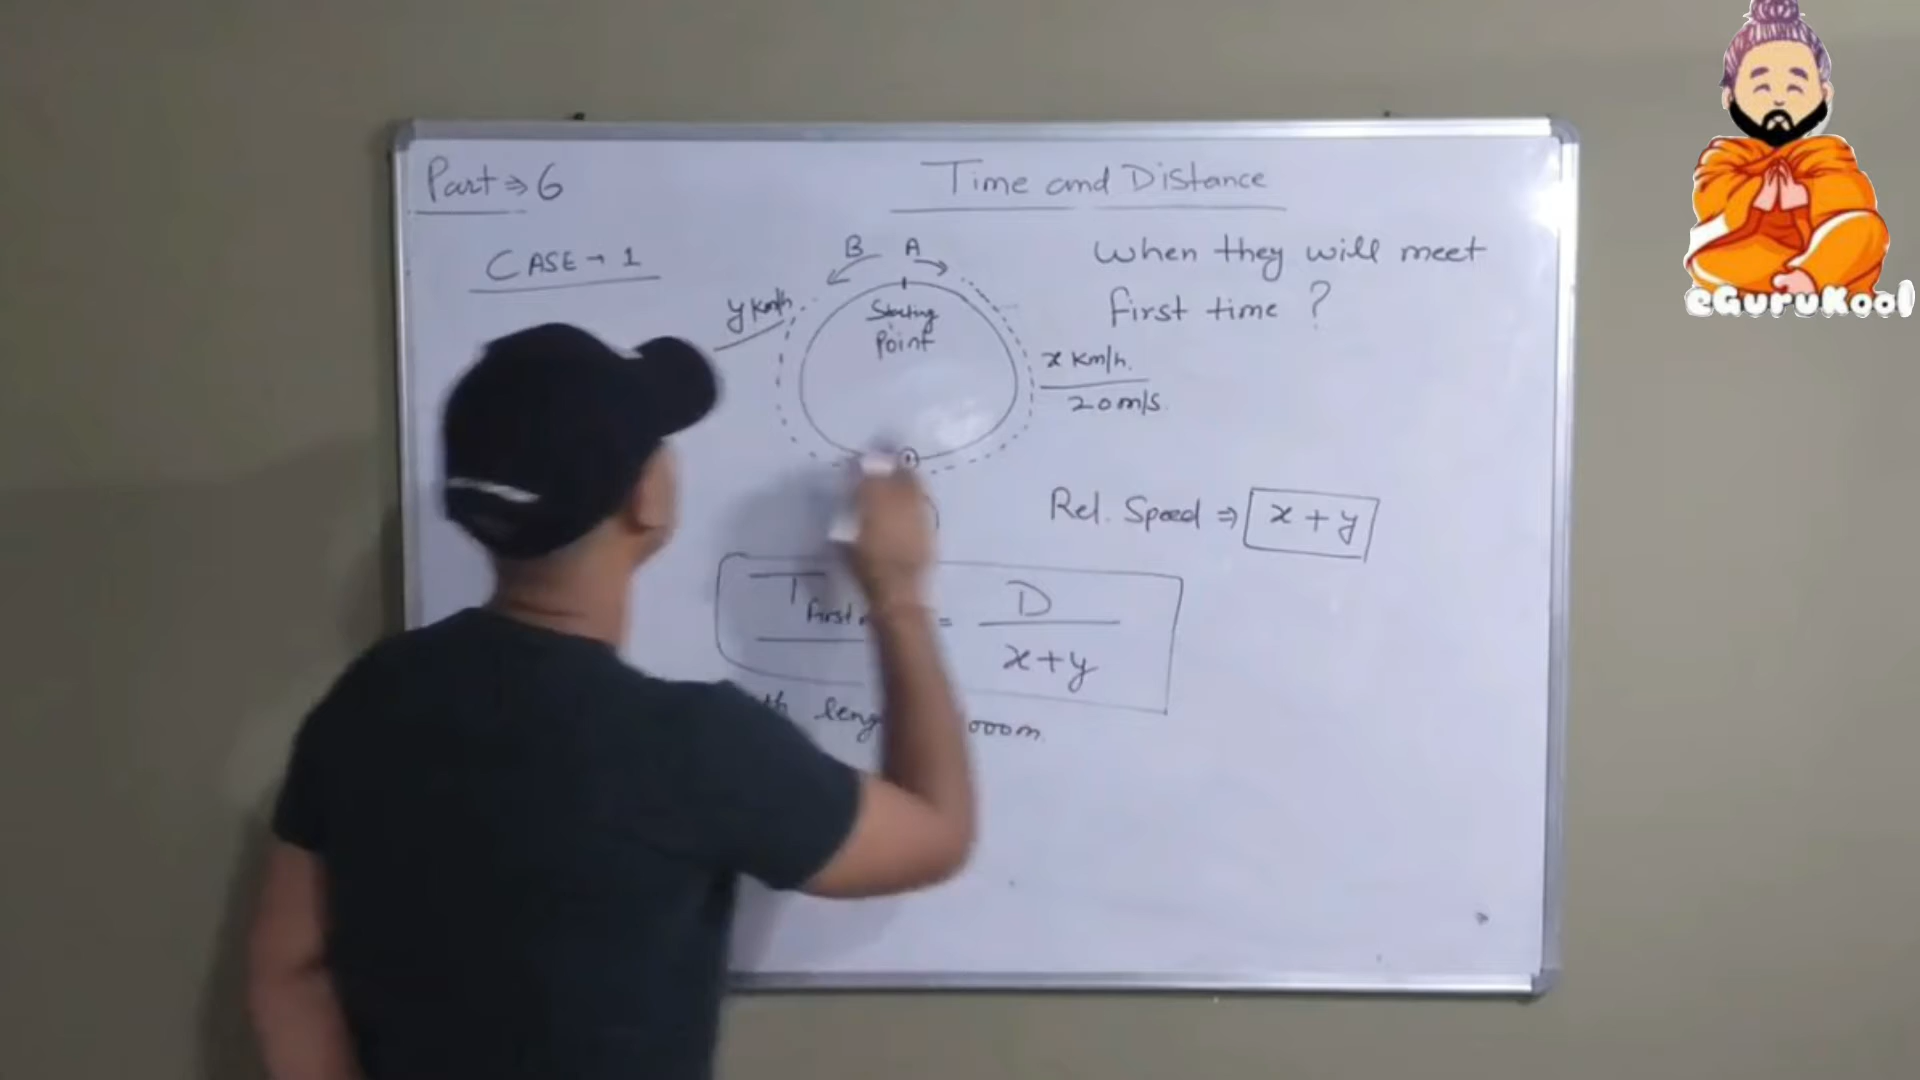 Part ⇒ 6
Time and Distance
CASE → 1
B A
When they will meet
first time ?
y km/h
Starting
Point
x km/h.
20 m/s.
Rel. Speed ⇒ x + y
T first = D
x+y
length 000m.
eGuruKool